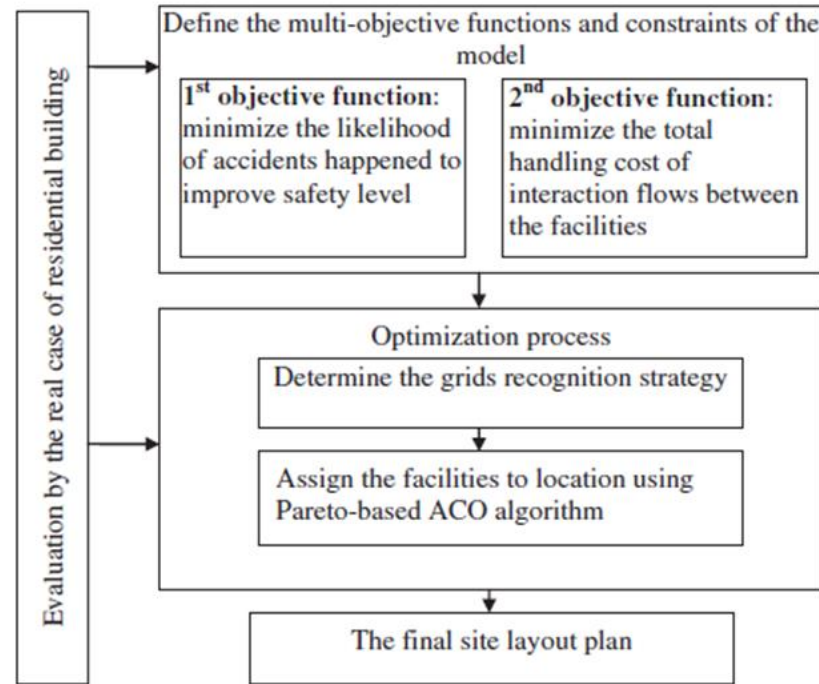 Evaluation by the real case of residential building
Define the multi-objective functions and constraints of the
model
1st objective function:
minimize the likelihood
of accidents happened to
improve safety level
2nd objective function:
minimize the total
handling cost of
interaction flows between
the facilities
Optimization process
Determine the grids recognition strategy
Assign the facilities to location using
Pareto-based ACO algorithm
The final site layout plan